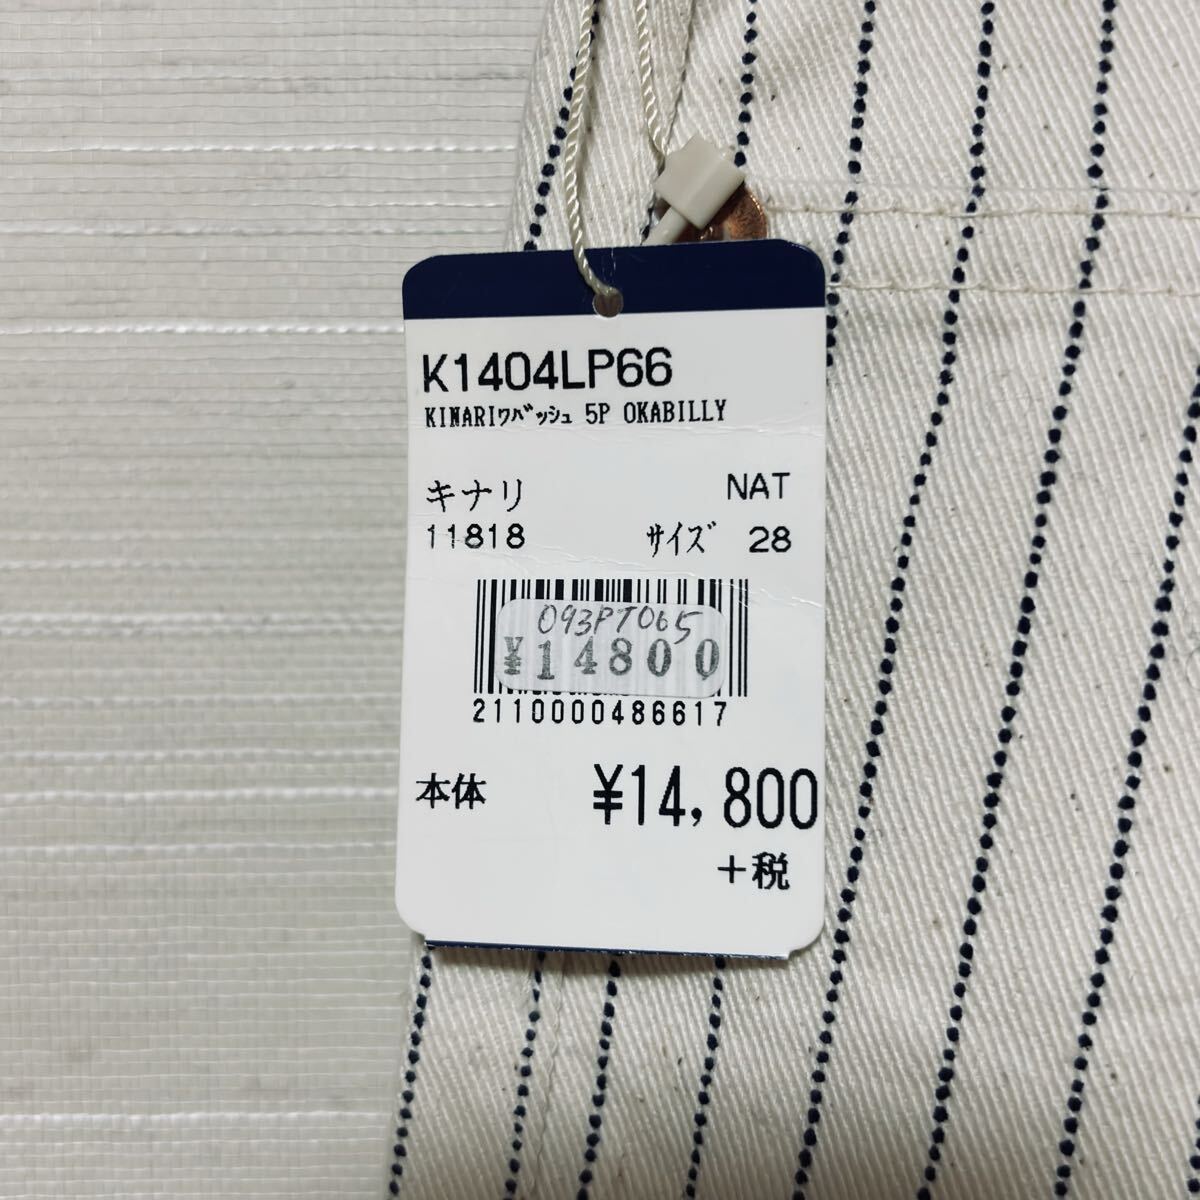 K1404LP66
KINARIワバッシュ 5P OKABILLY
キナリ NAT
11818 サイズ 28
093PT065
¥14800
2110000486617
本体 ¥14,800
+税